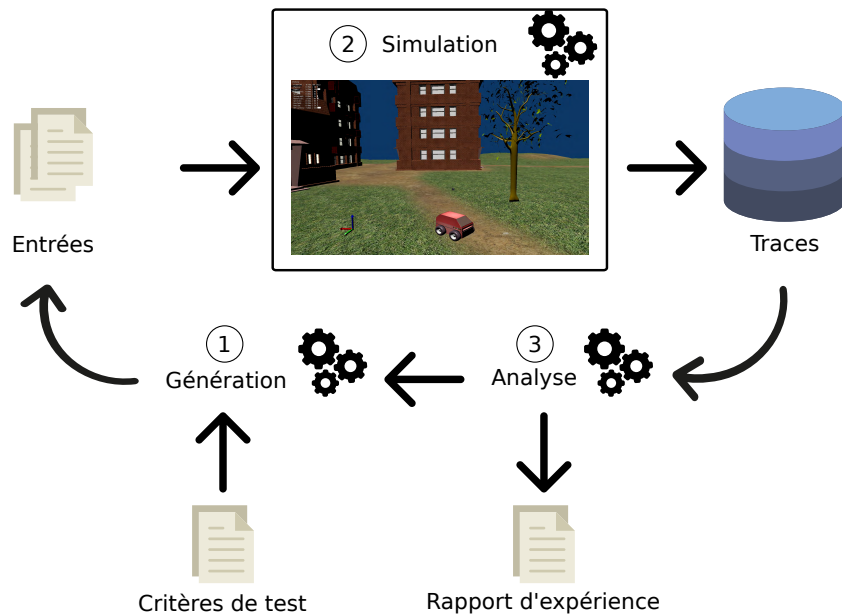 2 Simulation
Entrées
Traces
1
Génération
3
Analyse
Critères de test
Rapport d'expérience